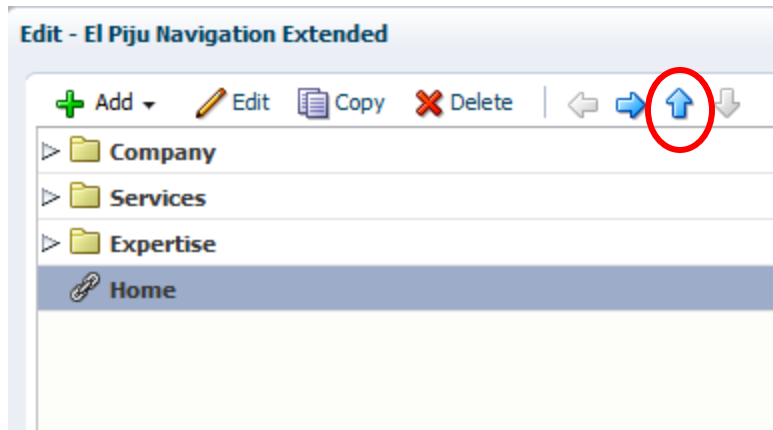 Edit - El Piju Navigation Extended
Add Edit Copy Delete
Company
Services
Expertise
Home